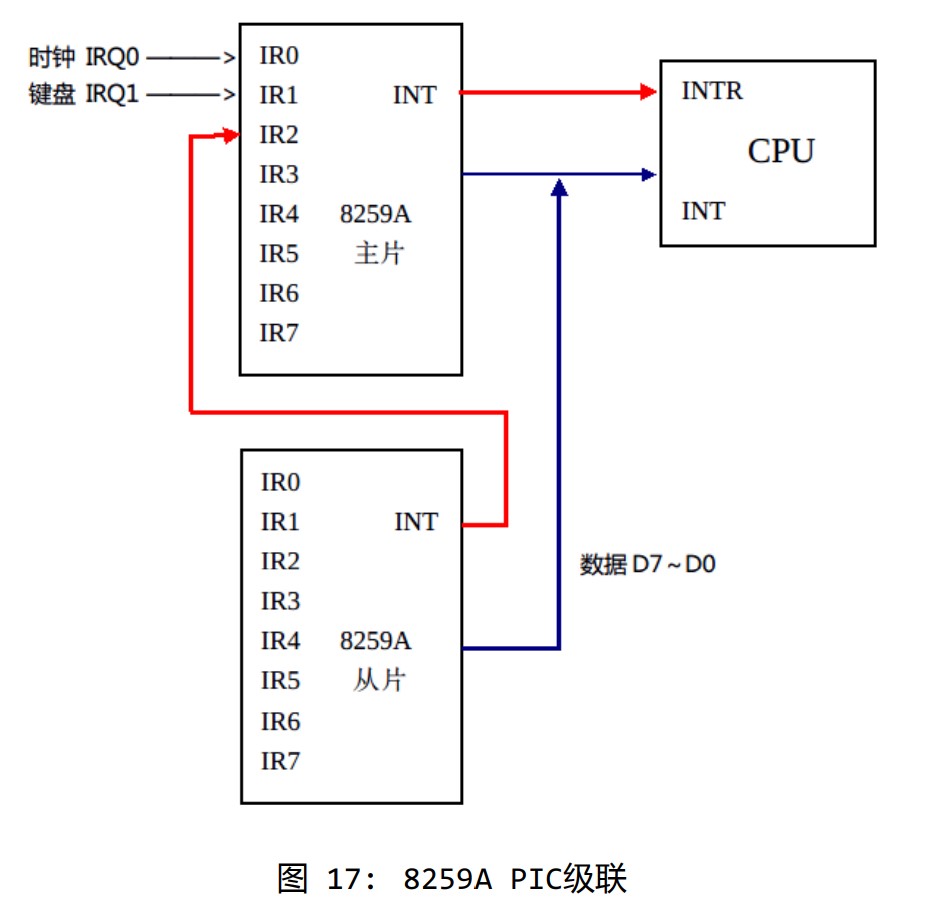 时钟 IRQ0
键盘 IRQ1
IR0
IR1 INT
IR2
IR3
IR4 8259A
IR5 主片
IR6
IR7
INTR
CPU
INT
IR0
IR1 INT
IR2
IR3
IR4 8259A
IR5 从片
IR6
IR7
数据 D7~D0
图 17: 8259A PIC级联